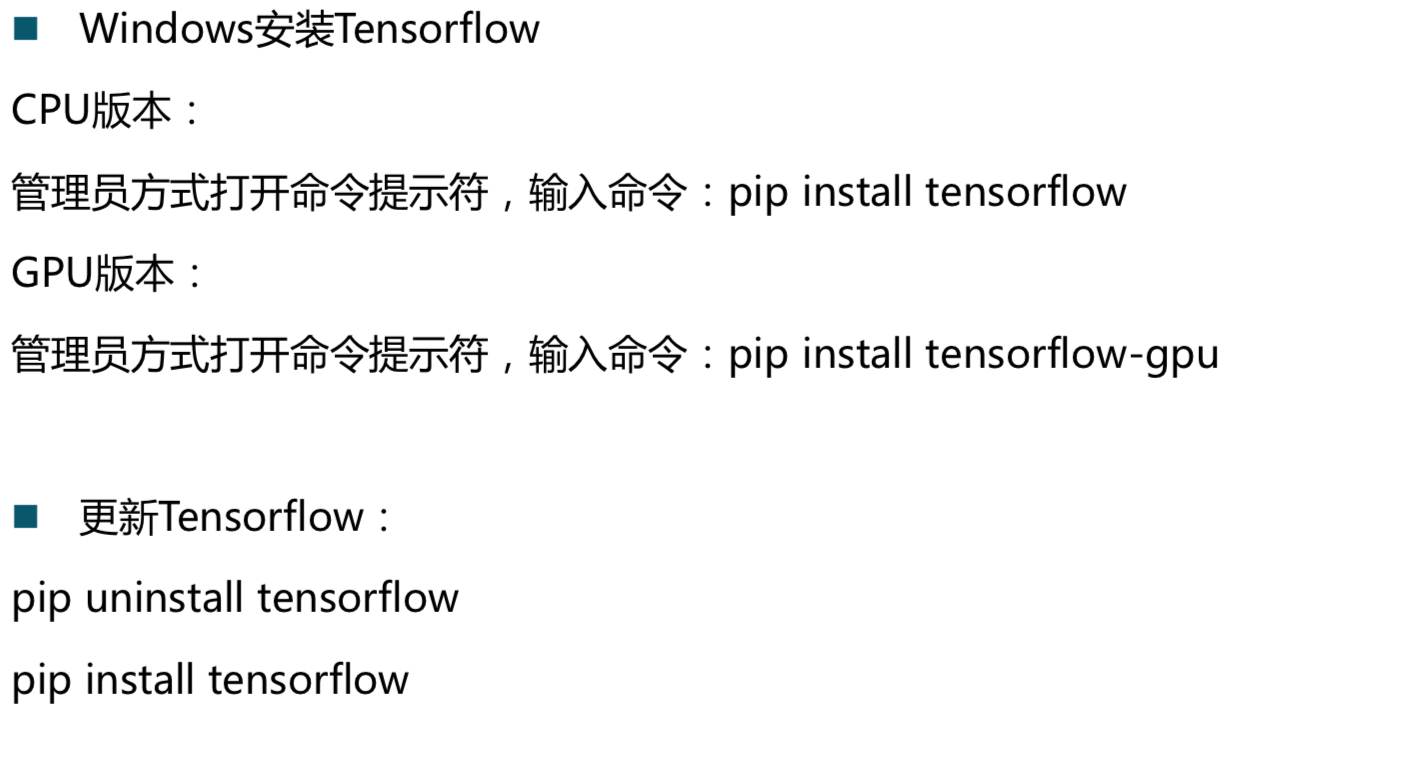 Windows安装Tensorflow
CPU版本：
管理员方式打开命令提示符，输入命令：pip install tensorflow
GPU版本：
管理员方式打开命令提示符，输入命令：pip install tensorflow-gpu
更新Tensorflow：
pip uninstall tensorflow
pip install tensorflow